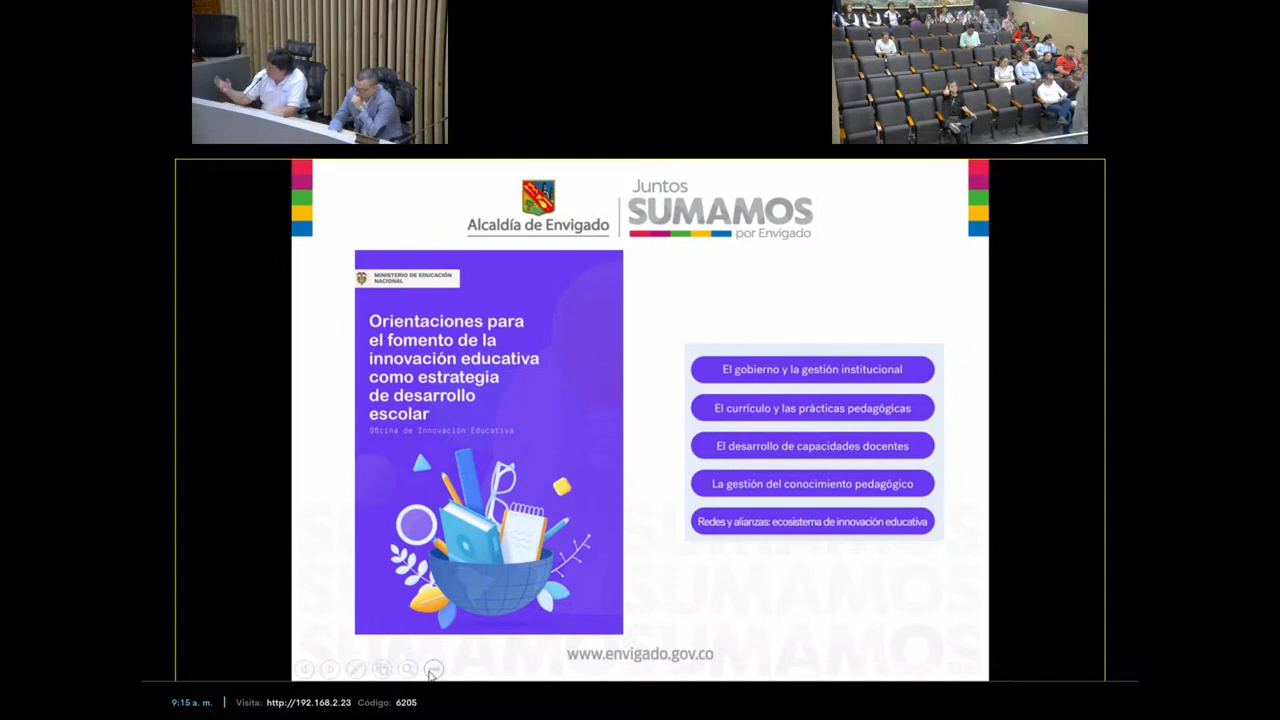 Alcaldía de Envigado
Juntos
SUMAMOS
por Envigado
MINISTERIO DE EDUCACIÓN
NACIONAL
Orientaciones para
el fomento de la
innovación educativa
como estrategia
de desarrollo
escolar
Oficina de Innovación Educativa
El gobierno y la gestión institucional
El currículo y las prácticas pedagógicas
El desarrollo de capacidades docentes
La gestión del conocimiento pedagógico
Redes y alianzas: ecosistema de innovación educativa
SUMAMOS
SUMAMOS
SUMAMOS
www.envigado.gov.co
9:15 a. m. | Visita: http://192.168.2.23 Código: 6205